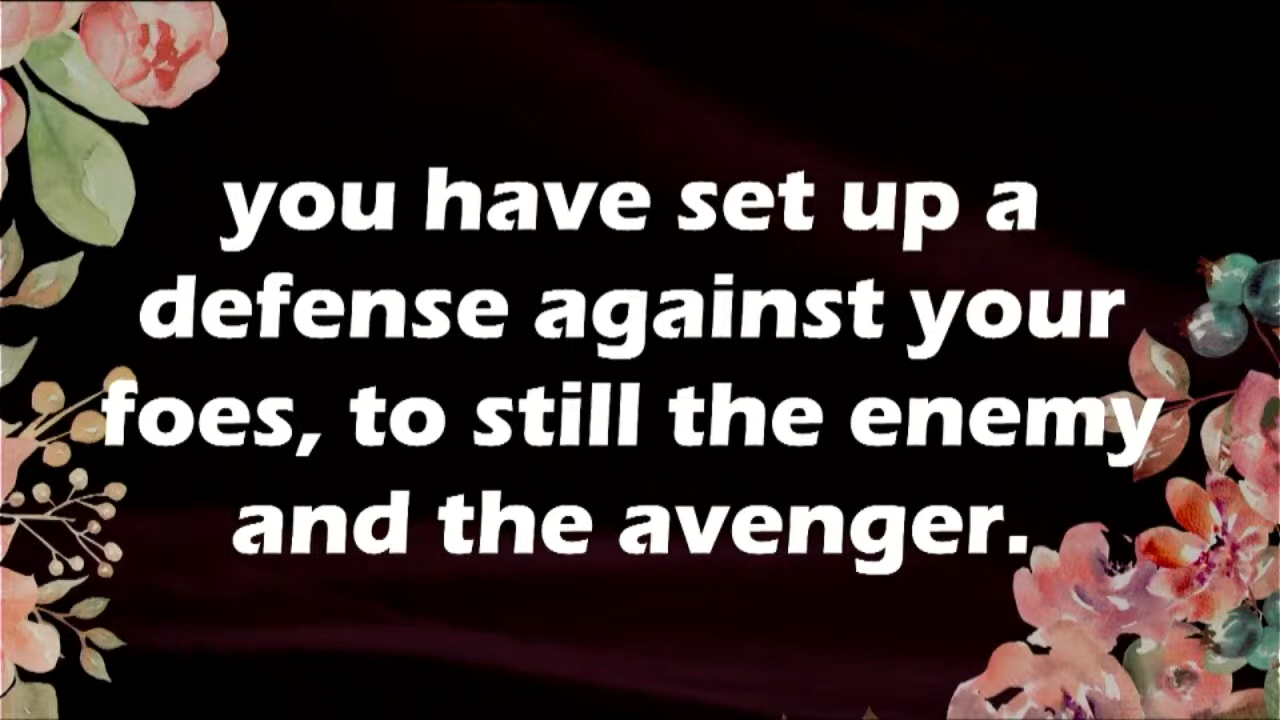 you have set up a
defense against your
foes, to still the enemy
and the avenger.